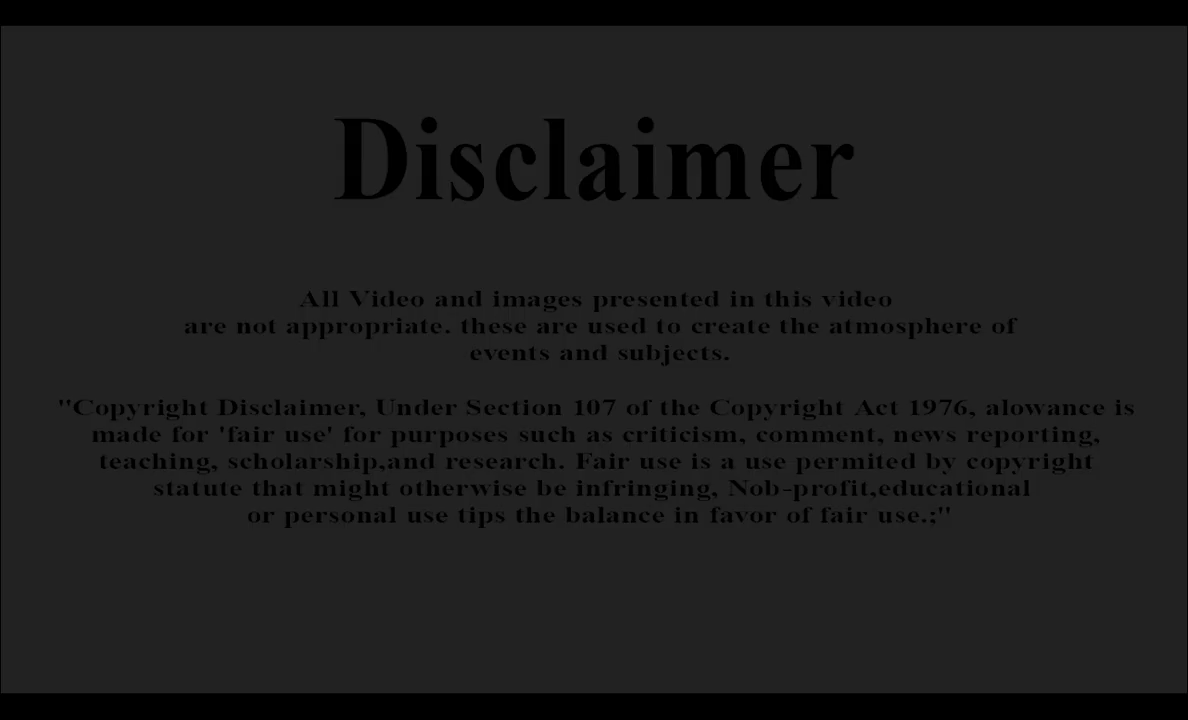 Disclaimer
All Video and images presented in this video
are not appropriate. these are used to create the atmosphere of
events and subjects.
"Copyright Disclaimer, Under Section 107 of the Copyright Act 1976, alowance is
made for 'fair use' for purposes such as criticism, comment, news reporting,
teaching, scholarship,and research. Fair use is a use permited by copyright
statute that might otherwise be infringing, Nob-profit,educational
or personal use tips the balance in favor of fair use.;"